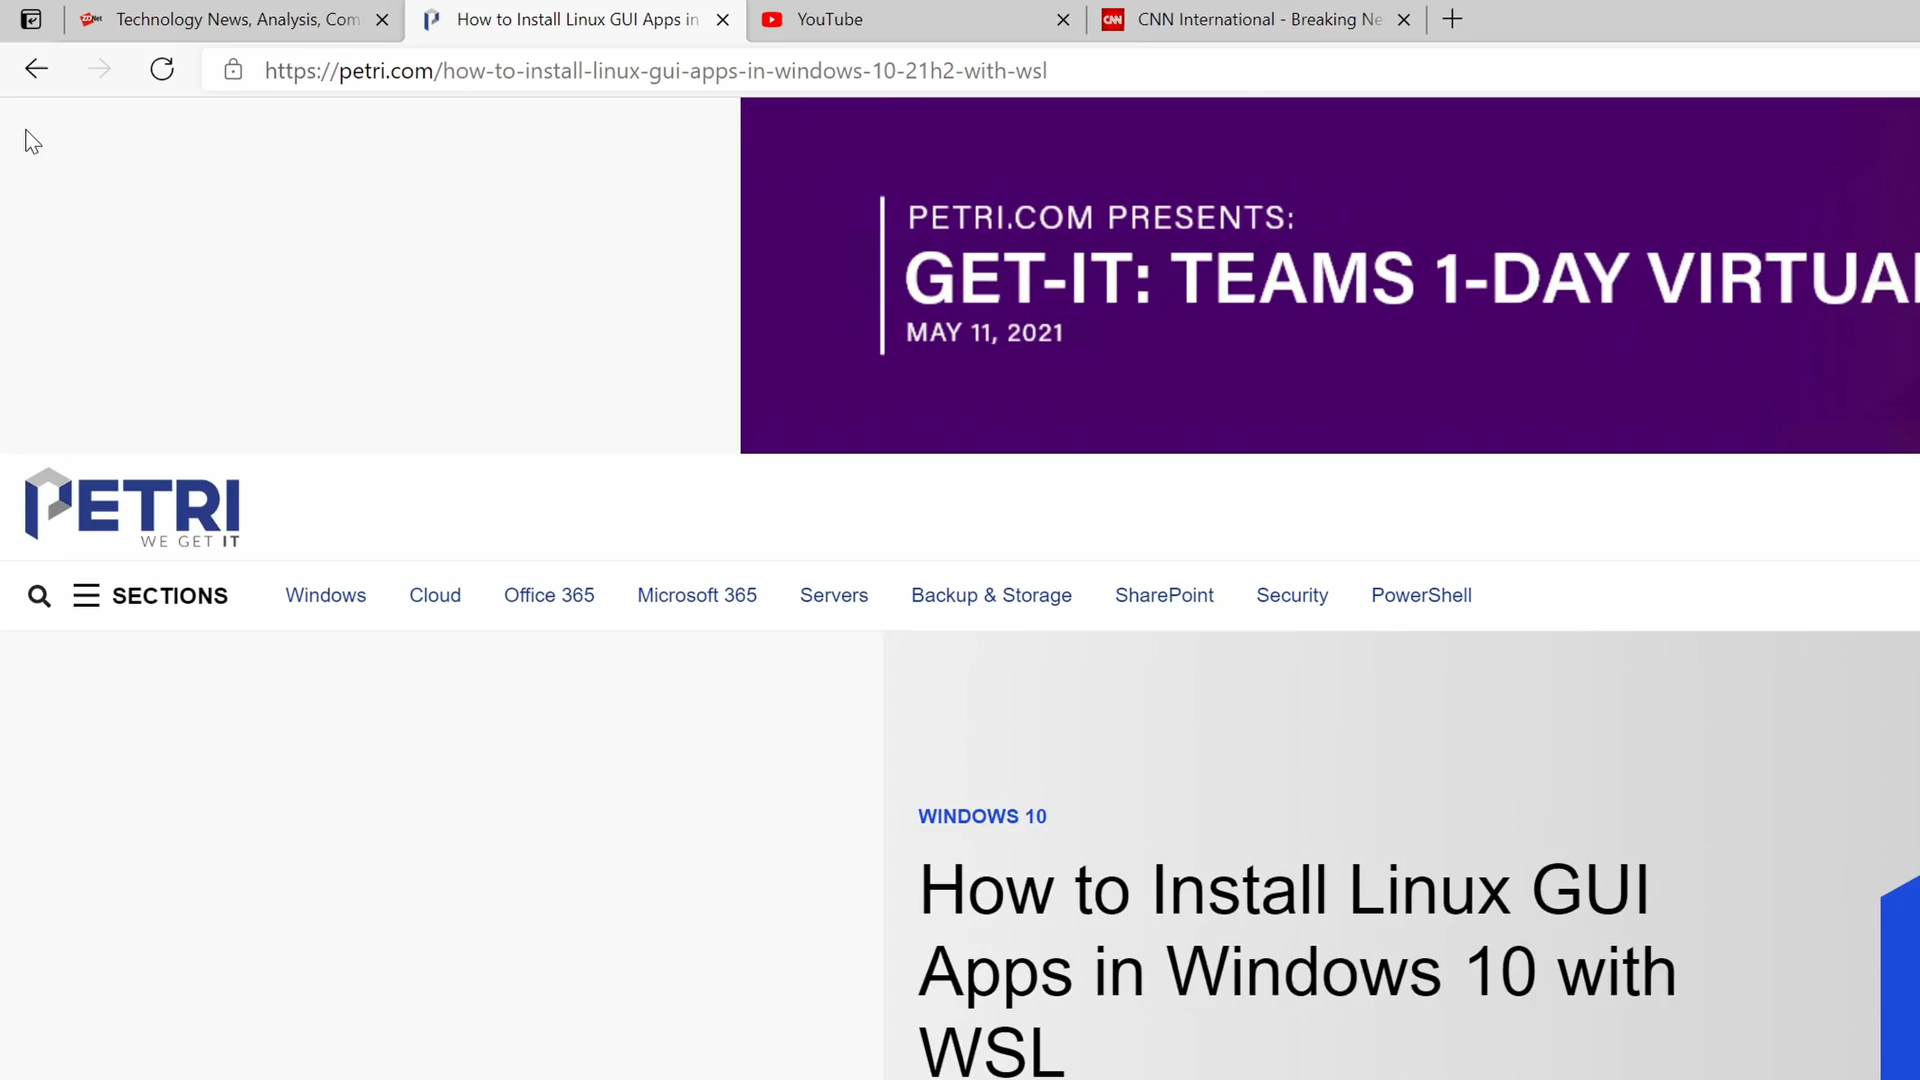 Technology News, Analysis, Com
How to Install Linux GUI Apps in
YouTube
CNN International - Breaking Ne
https://petri.com/how-to-install-linux-gui-apps-in-windows-10-21h2-with-wsl
PETRI.COM PRESENTS:
GET-IT: TEAMS 1-DAY VIRTUAL
MAY 11, 2021
PETRI
WE GET IT
SECTIONS Windows Cloud Office 365 Microsoft 365 Servers Backup & Storage SharePoint Security PowerShell
WINDOWS 10
How to Install Linux GUI
Apps in Windows 10 with
WSL